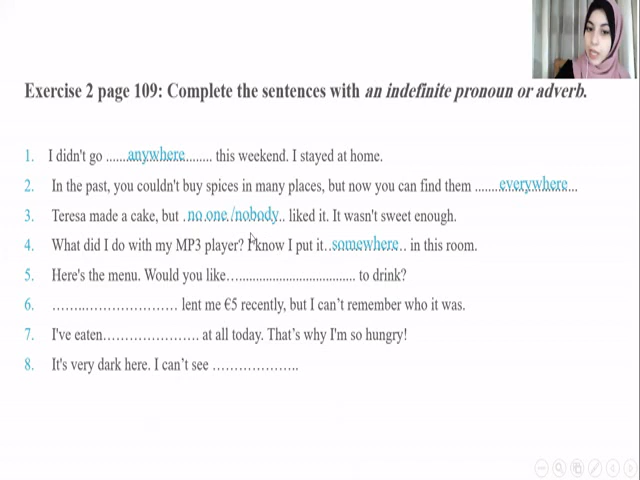 Exercise 2 page 109: Complete the sentences with an indefinite pronoun or adverb.
1. I didn't go ......anywhere........ this weekend. I stayed at home.
2. In the past, you couldn't buy spices in many places, but now you can find them .......everywhere...
3. Teresa made a cake, but .no one./nobody.. liked it. It wasn't sweet enough.
4. What did I do with my MP3 player? I know I put it..somewhere.. in this room.
5. Here's the menu. Would you like…................................. to drink?
6. ……..………………… lent me €5 recently, but I can’t remember who it was.
7. I've eaten…………………. at all today. That’s why I'm so hungry!
8. It's very dark here. I can’t see ………………..